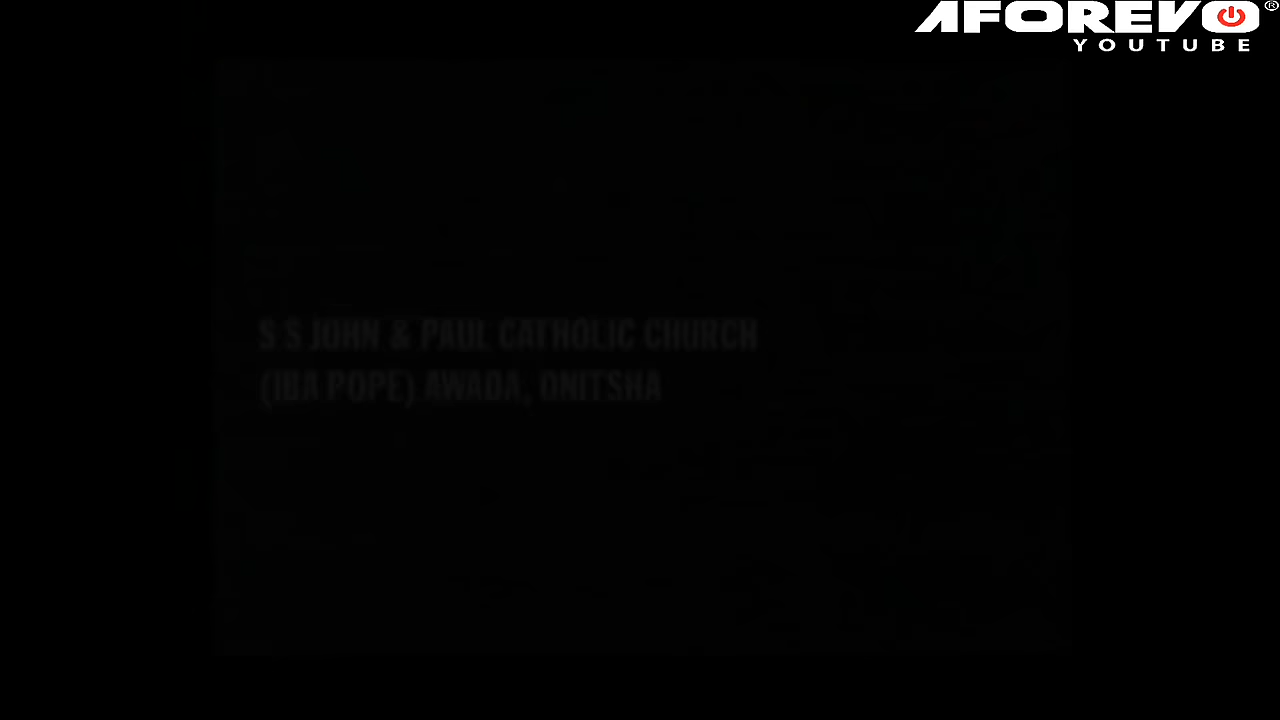 AFOREVO®
YOUTUBE
S S JOHN & PAUL CATHOLIC CHURCH
(IBA POPE) AWADA, ONITSHA